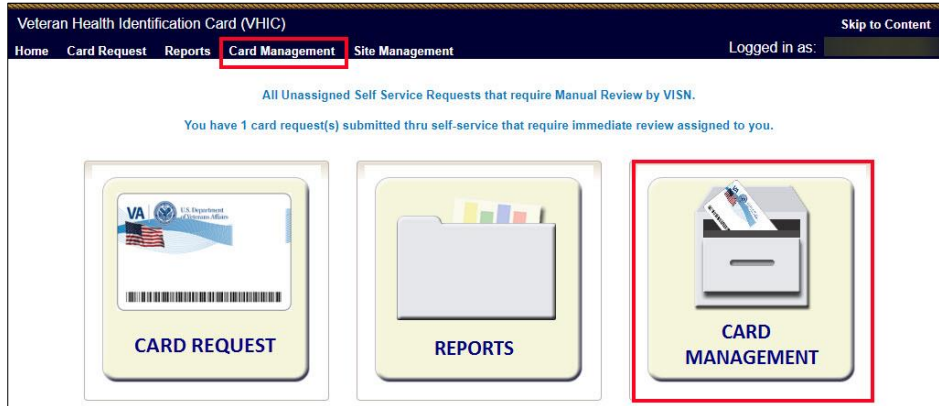 Veteran Health Identification Card (VHIC)
Skip to Content
Home Card Request Reports Card Management Site Management
Logged in as:
All Unassigned Self Service Requests that require Manual Review by VISN.
You have 1 card request(s) submitted thru self-service that require immediate review assigned to you.
VA
U.S. Department
of Veterans Affairs
CARD REQUEST
REPORTS
VA
CARD
MANAGEMENT